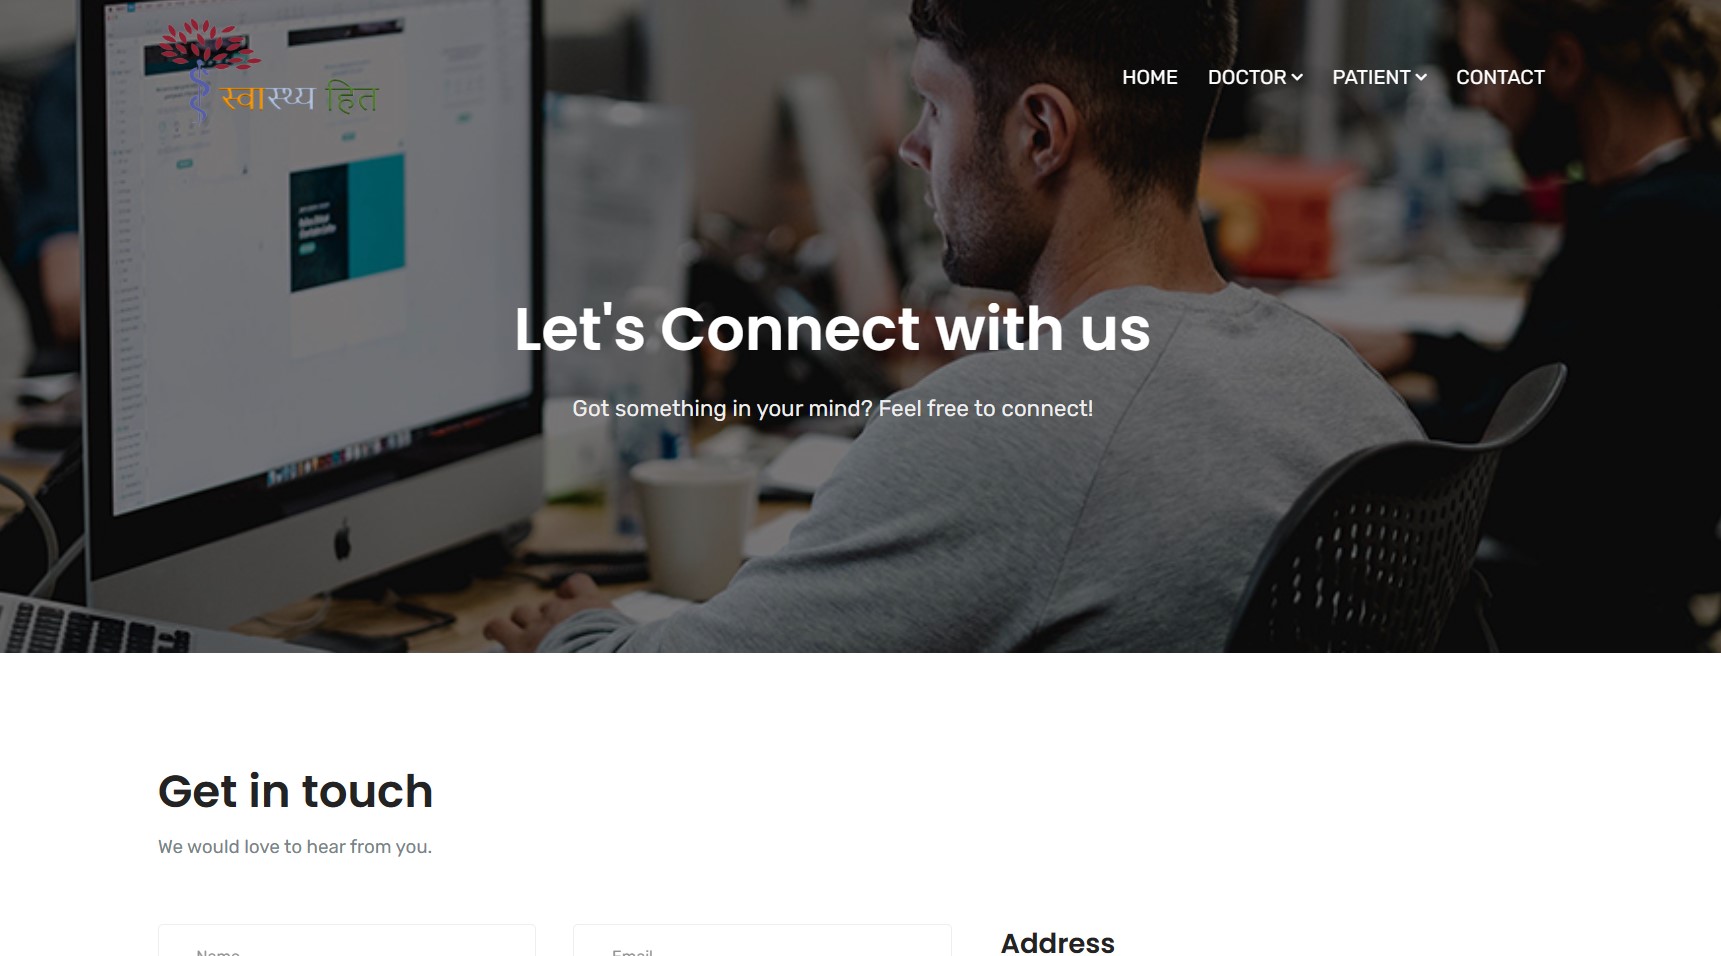 स्वास्थ्य हित
HOME DOCTOR PATIENT CONTACT
Let's Connect with us
Got something in your mind? Feel free to connect!
Get in touch
We would love to hear from you.
Name Email
Address